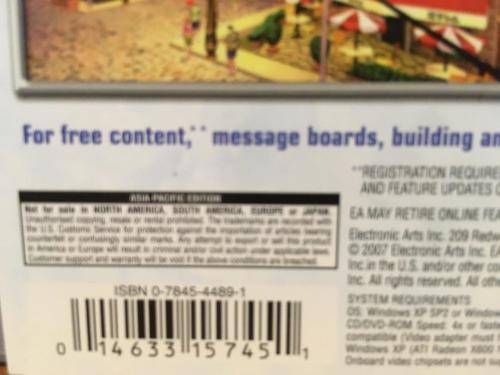 For free content,** message boards, building an
**REGISTRATION REQUIRE
AND FEATURE UPDATES
ASIA-PACIFIC EDITION
Not for sale in NORTH AMERICA, SOUTH AMERICA, EUROPE or JAPAN.
Unauthorised copying, resale or rental prohibited. The trademarks are recorded with
the U.S. Customs Service for protection against the importation of articles bearing
counterfeit or confusingly similar marks. Any attempt to export or sell this product
in America or Europe will result in criminal and/or civil action under applicable laws.
Customer support and warranty will be void if the above conditions are breached.
EA MAY RETIRE ONLINE FEA
Electronic Arts Inc. 209 Redw
© 2007 Electronic Arts Inc. EA
Inc.in the U.S. and/or other co
Inc. All rights reserved. All othe
ISBN 0-7845-4489-1
0 14633 15745 1
SYSTEM REQUIREMENTS
OS: Windows XP SP2 or Window
CD/DVD-ROM Speed: 4x or faste
compatible (Video adapter must
Windows XP (ATI Radeon X600
Onboard video chipsets are not su